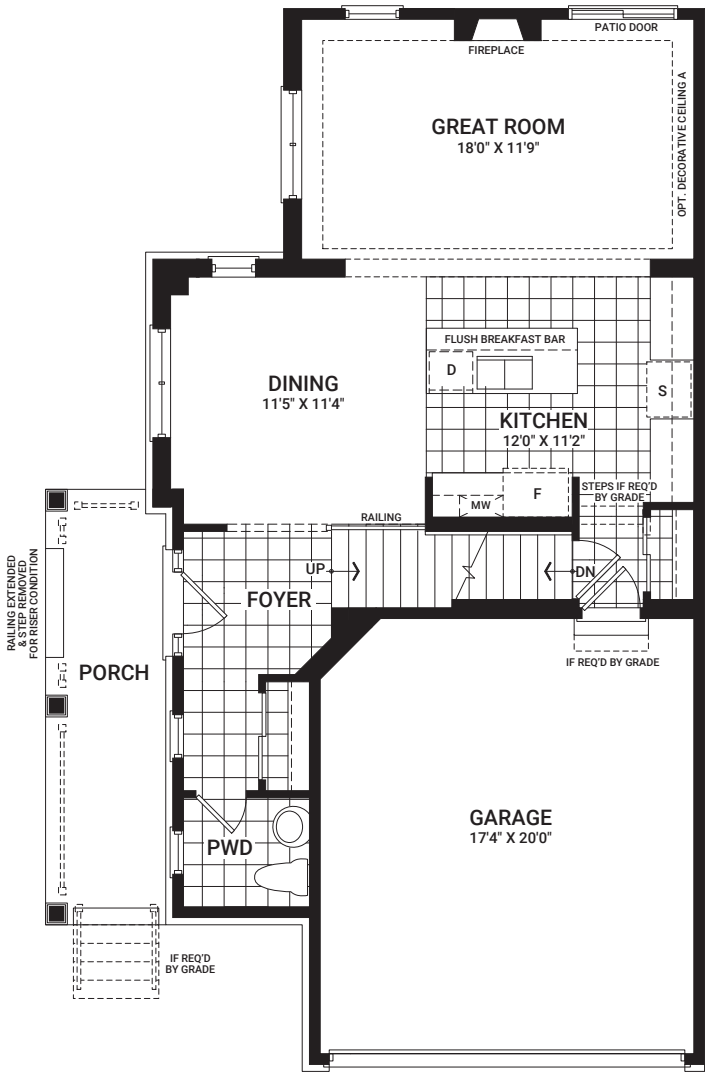 PATIO DOOR
FIREPLACE
OPT. DECORATIVE CEILING A
GREAT ROOM
18'0" X 11'9"
FLUSH BREAKFAST BAR
D
S
DINING
11'5" X 11'4"
KITCHEN
12'0" X 11'2"
STEPS IF REQ'D
BY GRADE
F
MW
RAILING
UP
DN
FOYER
RAILING EXTENDED
& STEP REMOVED
FOR RISER CONDITION
PORCH
IF REQ'D BY GRADE
GARAGE
17'4" X 20'0"
PWD
IF REQ'D
BY GRADE